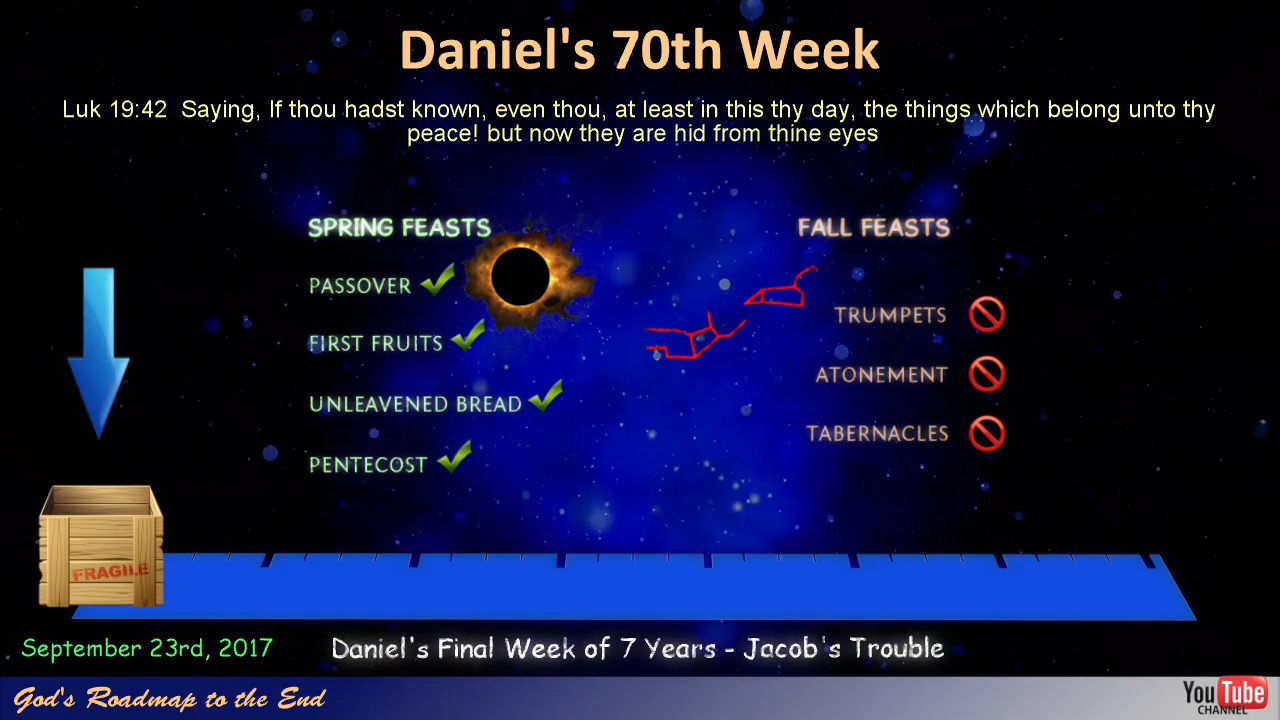 Daniel's 70th Week
Luk 19:42  Saying, If thou hadst known, even thou, at least in this thy day, the things which belong unto thy
peace! but now they are hid from thine eyes
SPRING FEASTS
PASSOVER
FIRST FRUITS
UNLEAVENED BREAD
PENTECOST
FALL FEASTS
TRUMPETS
ATONEMENT
TABERNACLES
FRAGILE
September 23rd, 2017
Daniel's Final Week of 7 Years - Jacob's Trouble
God's Roadmap to the End
YouTube
CHANNEL